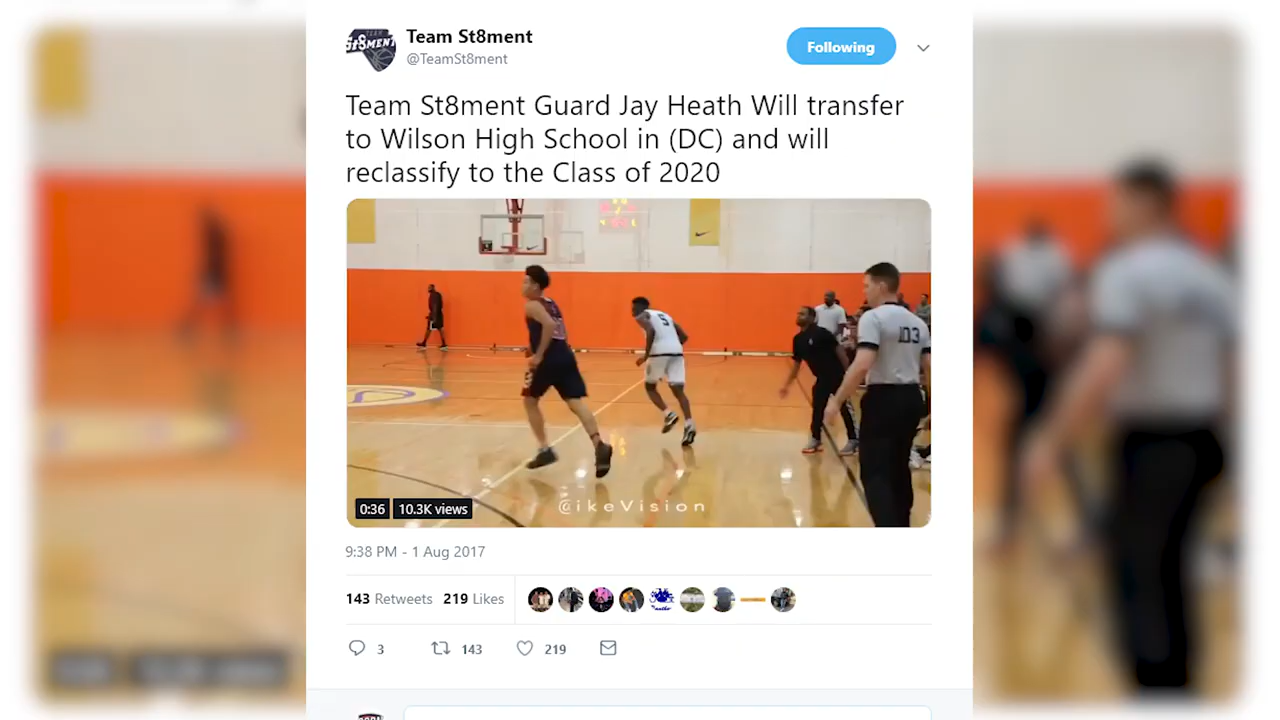 Team St8ment
@TeamSt8ment
Following
Team St8ment Guard Jay Heath Will transfer
to Wilson High School in (DC) and will
reclassify to the Class of 2020
5
103
0:36 10.3K views
@ikeVision
9:38 PM - 1 Aug 2017
143 Retweets 219 Likes
3 143 219